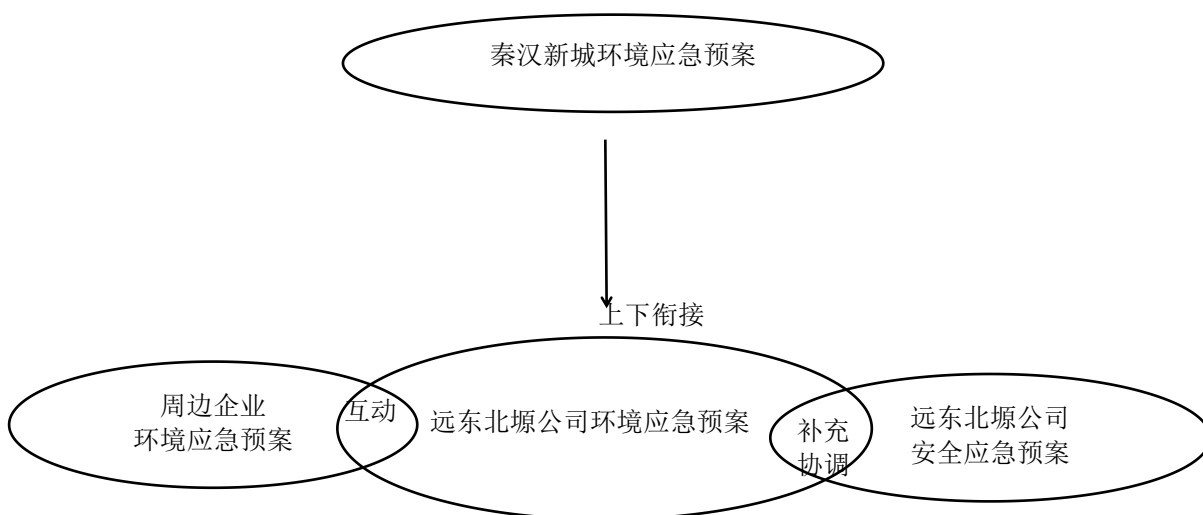 秦汉新城环境应急预案
上下衔接
周边企业
环境应急预案
互动
远东北塬公司环境应急预案
补充
协调
远东北塬公司
安全应急预案